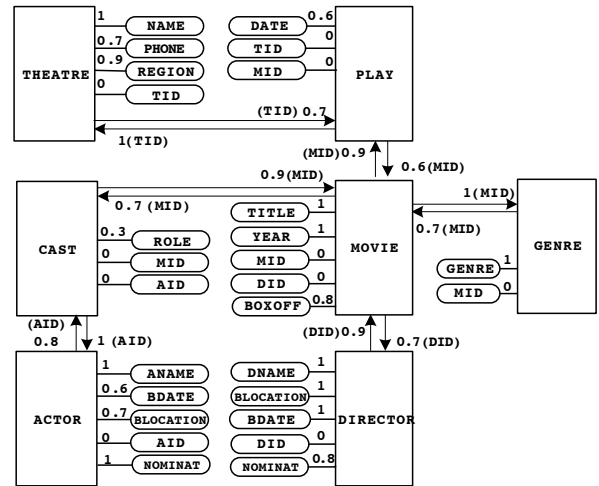 THEATRE
1 NAME
0.7 PHONE
0.9 REGION
0 TID
DATE 0.6
TID 0
MID 0
PLAY
(TID) 0.7
1(TID)
(MID)0.9
0.6(MID)
0.9(MID)
0.7 (MID)
1(MID)
0.7(MID)
CAST
0.3 ROLE
0 MID
0 AID
TITLE 1
YEAR 1
MID 0
DID 0
BOXOFF 0.8
MOVIE
GENRE 1
MID 0
GENRE
(AID)
0.8
1 (AID)
(DID)0.9
0.7(DID)
ACTOR
1 ANAME
0.6 BDATE
0.7 BLOCATION
0 AID
1 NOMINAT
DNAME 1
BLOCATION 1
BDATE 1
DID 0
NOMINAT 0.8
DIRECTOR